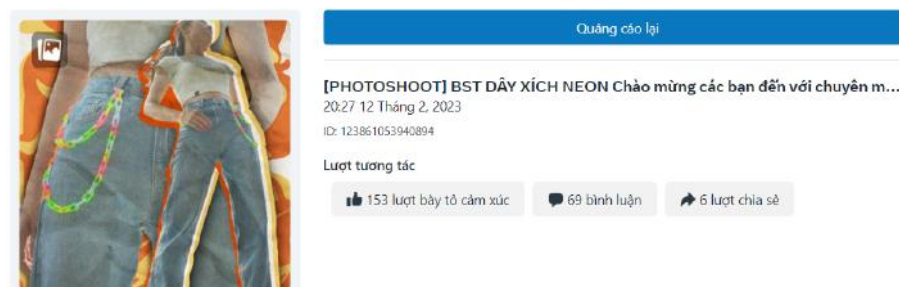 Quảng cáo lại
[PHOTOSHOOT] BST DÂY XÍCH NEON Chào mừng các bạn đến với chuyên m...
20:27 12 Tháng 2, 2023
ID: 123861053940894
Lượt tương tác
153 lượt bày tỏ cảm xúc
69 bình luận
6 lượt chia sẻ